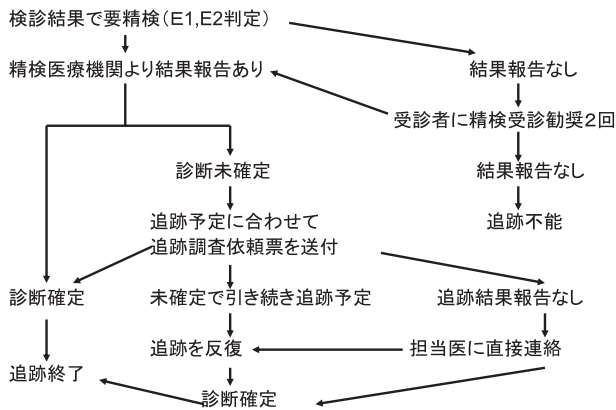 検診結果で要精検（E1,E2判定）
精検医療機関より結果報告あり
結果報告なし
受診者に精検受診勧奨２回
診断未確定
結果報告なし
追跡予定に合わせて
追跡調査依頼票を送付
追跡不能
診断確定
未確定で引き続き追跡予定
追跡結果報告なし
追跡を反復
担当医に直接連絡
追跡終了
診断確定